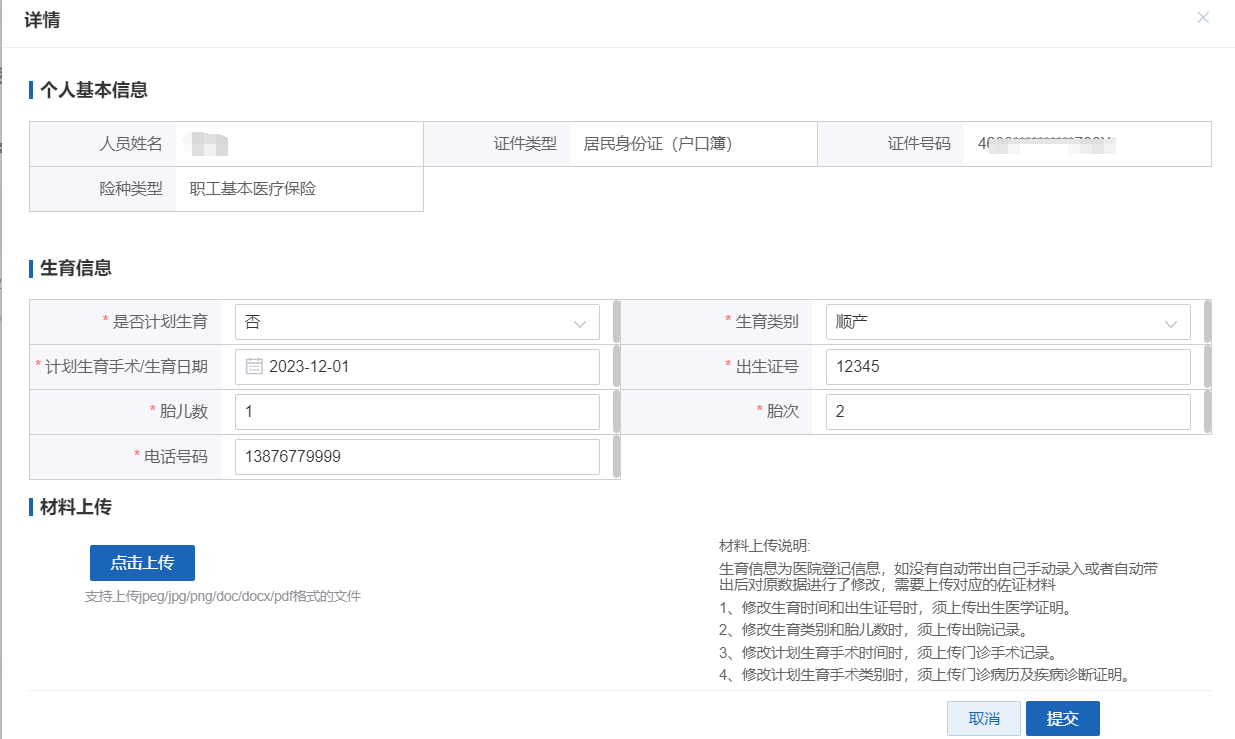 详情
个人基本信息
人员姓名 证件类型 居民身份证（户口簿） 证件号码
险种类型 职工基本医疗保险
生育信息
* 是否计划生育 否 * 生育类别 顺产
* 计划生育手术/生育日期 2023-12-01 * 出生证号 12345
* 胎儿数 1 * 胎次 2
* 电话号码 13876779999
材料上传
点击上传
支持上传jpeg/jpg/png/doc/docx/pdf格式的文件
材料上传说明:
生育信息为医院登记信息，如没有自动带出自己手动录入或者自动带
出后对原数据进行了修改，需要上传对应的佐证材料
1、修改生育时间和出生证号时，须上传出生医学证明。
2、修改生育类别和胎儿数时，须上传出院记录。
3、修改计划生育手术时间时，须上传门诊手术记录。
4、修改计划生育手术类别时，须上传门诊病历及疾病诊断证明。
取消 提交